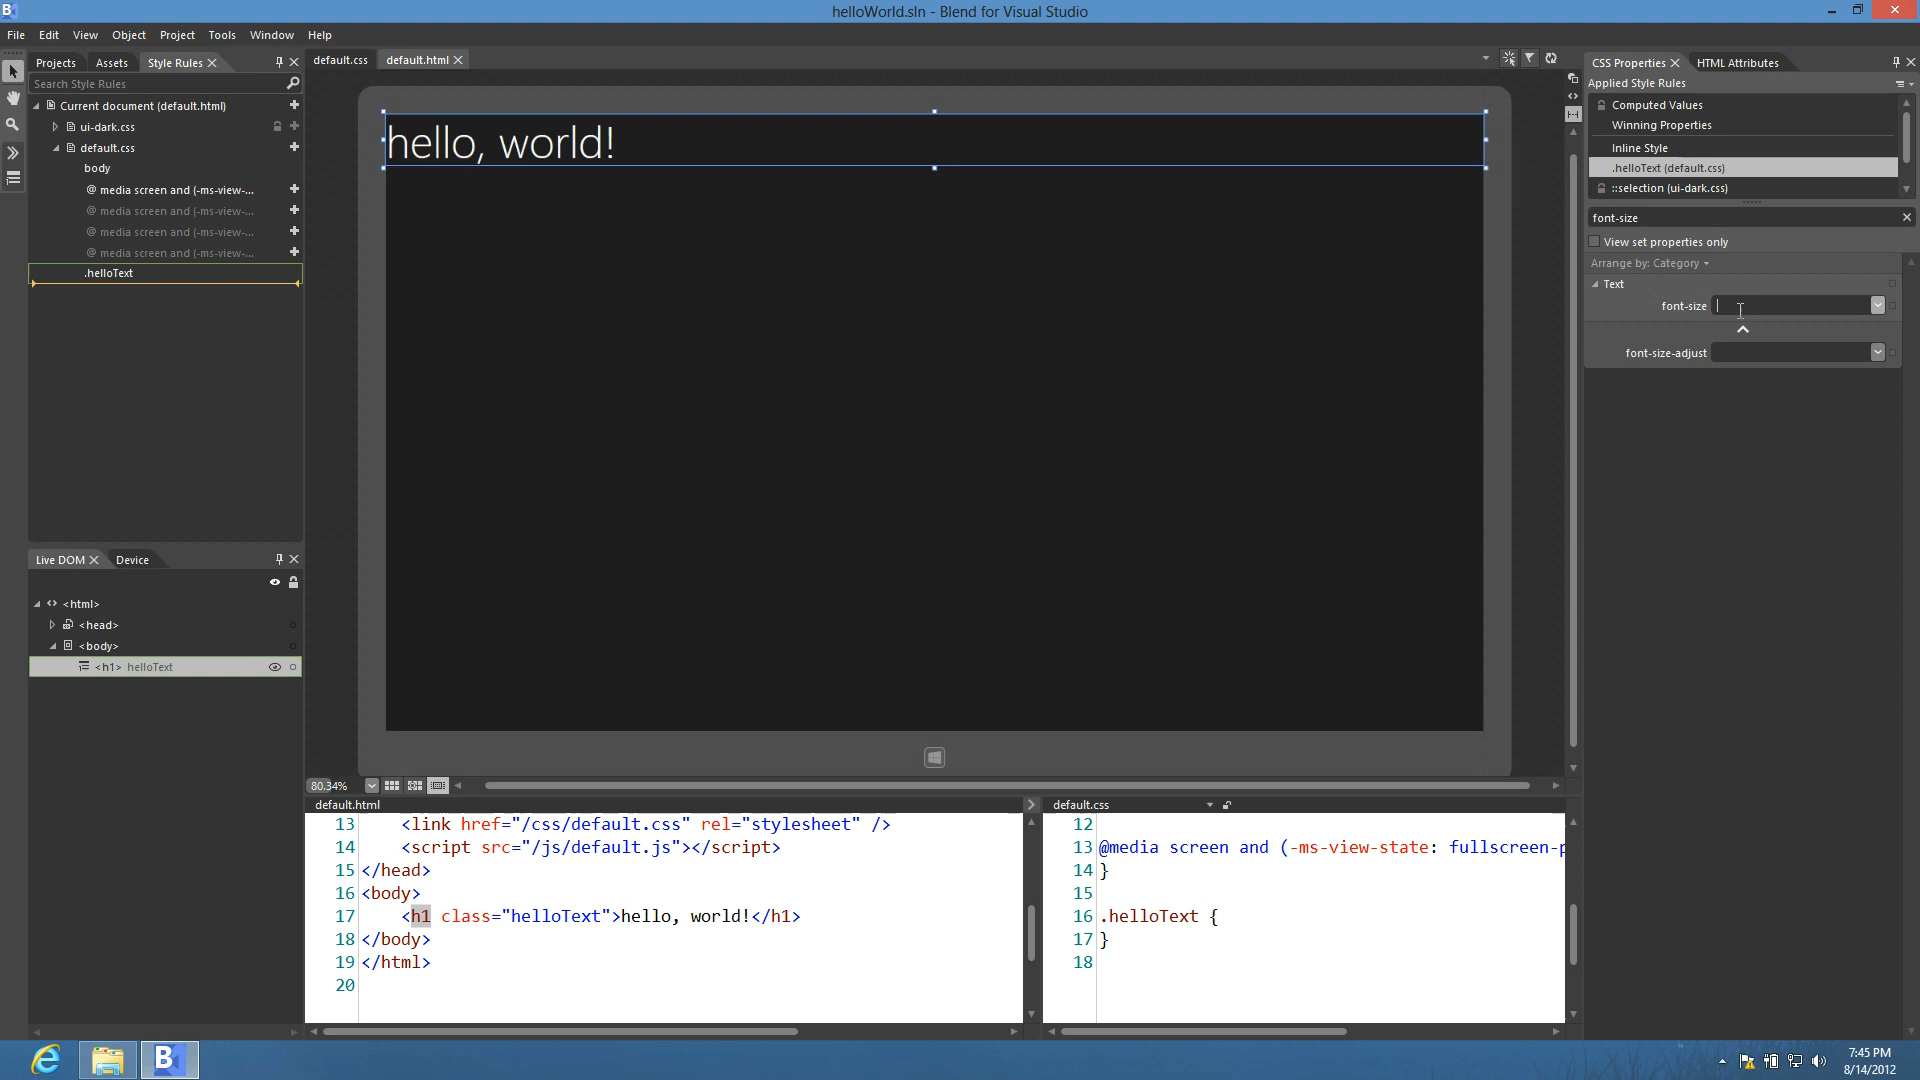 helloWorld.sln - Blend for Visual Studio
File Edit View Object Project Tools Window Help
Projects Assets Style Rules
Search Style Rules
Current document (default.html)
ui-dark.css
default.css
body
@ media screen and (-ms-view-...
@ media screen and (-ms-view-...
@ media screen and (-ms-view-...
@ media screen and (-ms-view-...
.helloText
Live DOM Device
<html>
<head>
<body>
<h1> helloText
default.css default.html
hello, world!
80.34%
default.html
13 <link href="/css/default.css" rel="stylesheet" />
14 <script src="/js/default.js"></script>
15 </head>
16 <body>
17 <h1 class="helloText">hello, world!</h1>
18 </body>
19 </html>
20
default.css
12
13 @media screen and (-ms-view-state: fullscreen-p
14 }
15
16 .helloText {
17 }
18
CSS Properties HTML Attributes
Applied Style Rules
Computed Values
Winning Properties
Inline Style
.helloText (default.css)
::selection (ui-dark.css)
font-size
View set properties only
Arrange by: Category
Text
font-size
font-size-adjust
7:45 PM
8/14/2012